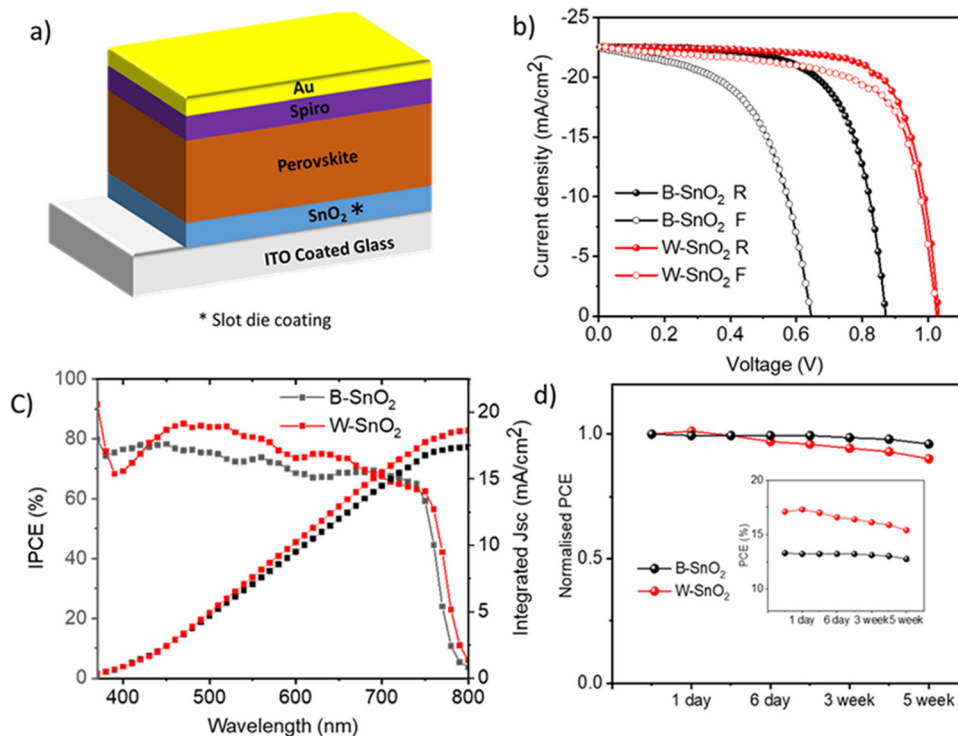 a)
Au
Spiro
Perovskite
SnO₂ *
ITO Coated Glass
* Slot die coating
b)
-25
-20
-15
-10
-5
0
Current density (mA/cm²)
B-SnO₂ R
B-SnO₂ F
W-SnO₂ R
W-SnO₂ F
0.0 0.2 0.4 0.6 0.8 1.0
Voltage (V)
C)
100
80
60
40
20
0
IPCE (%)
B-SnO₂
W-SnO₂
20
15
10
5
0
Integrated Jsc (mA/cm²)
400 500 600 700 800
Wavelength (nm)
d)
1.0
0.5
0.0
Normalised PCE
B-SnO₂
W-SnO₂
20
15
10
PCE (%)
1 day 6 day 3 week 5 week
1 day 6 day 3 week 5 week